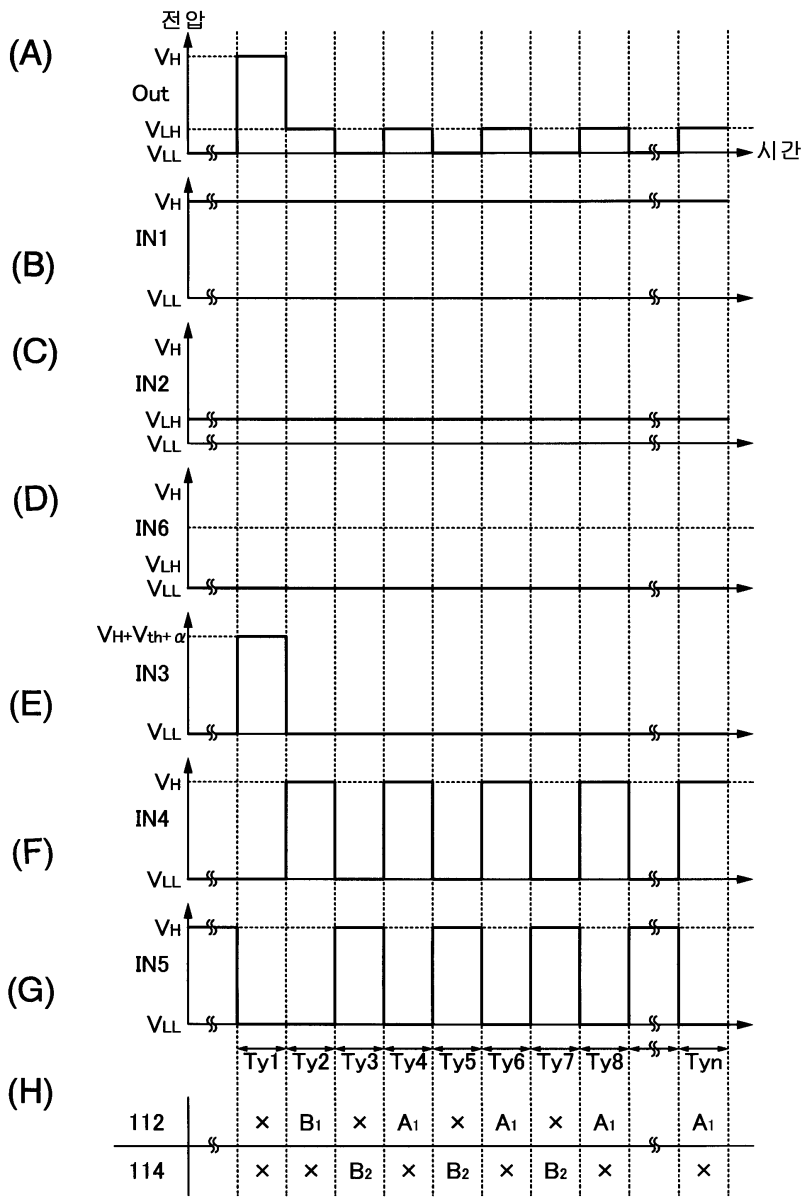 전압
(A)
VH
Out
VLH
VLL
시간
VH
IN1
(B)
VLL
(C)
VH
IN2
VLH
VLL
(D)
VH
IN6
VLH
VLL
VH+Vth+α
IN3
(E)
VLL
VH
IN4
(F)
VLL
VH
IN5
(G)
VLL
Ty1 Ty2 Ty3 Ty4 Ty5 Ty6 Ty7 Ty8 Tyn
(H)
112 × B1 × A1 × A1 × A1 A1
114 × × B2 × B2 × B2 × ×